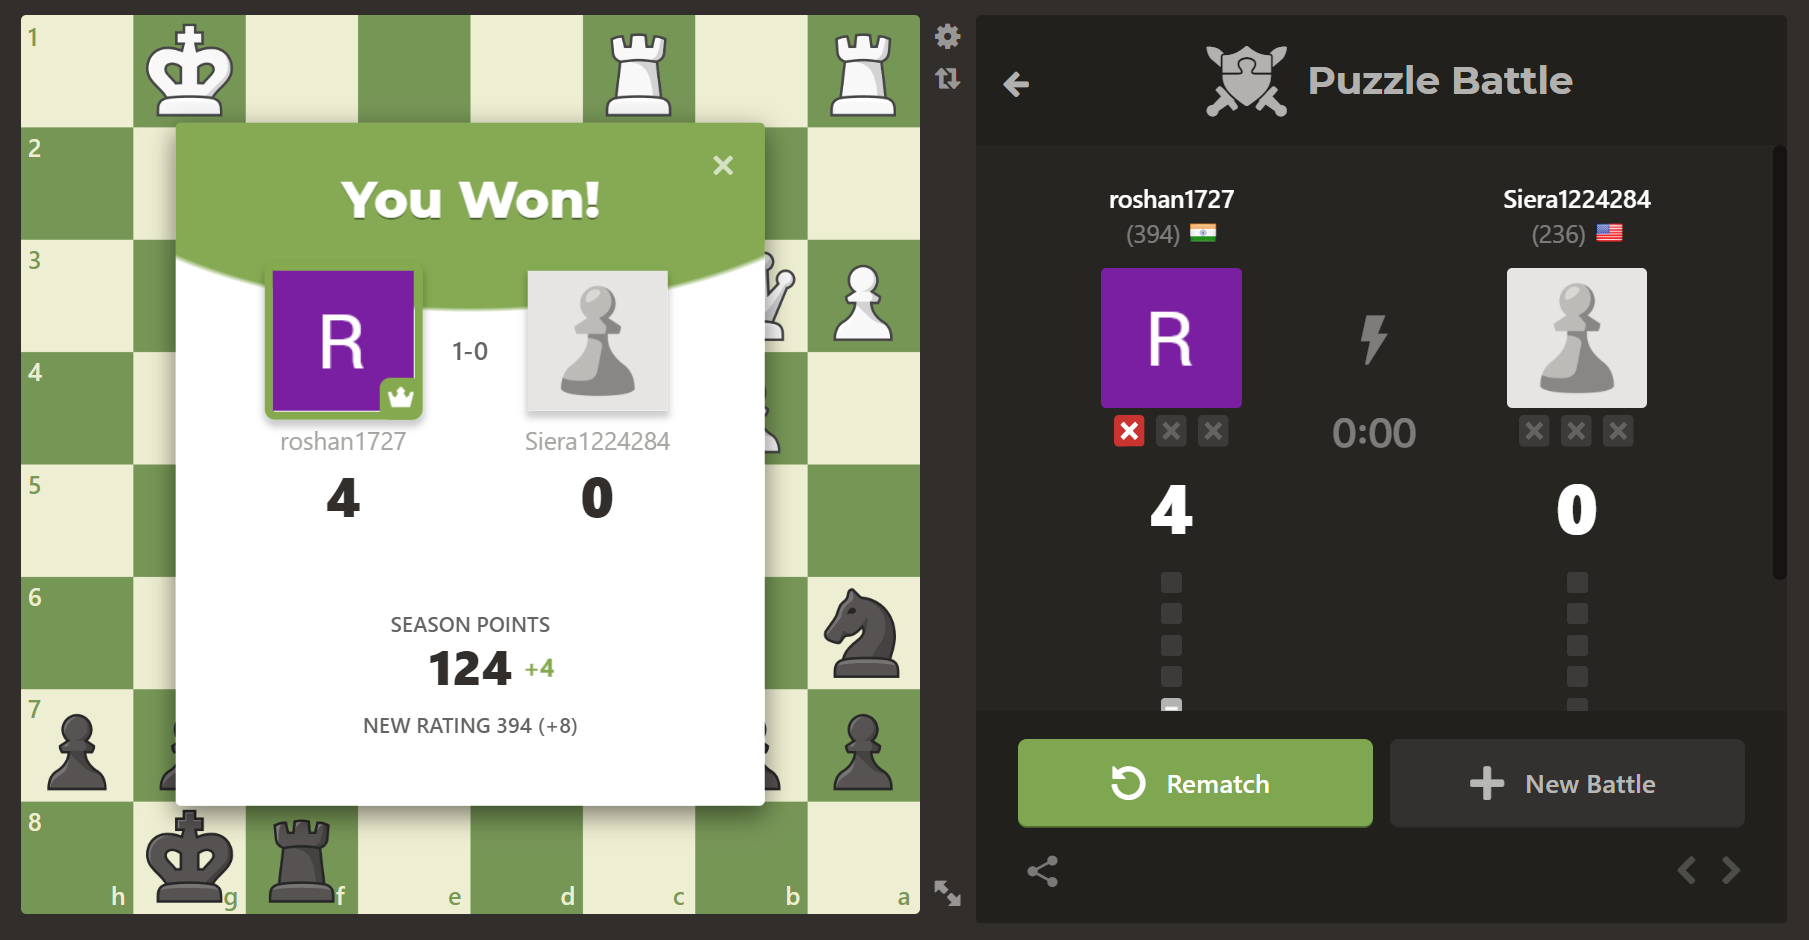 1
2
3
4
5
6
7
8
h
g
f
e
d
c
b
a
You Won!
R
1-0
roshan1727
Siera1224284
4
0
SEASON POINTS
124 +4
NEW RATING 394 (+8)
Puzzle Battle
roshan1727
(394)
Siera1224284
(236)
R
0:00
4
0
Rematch
New Battle